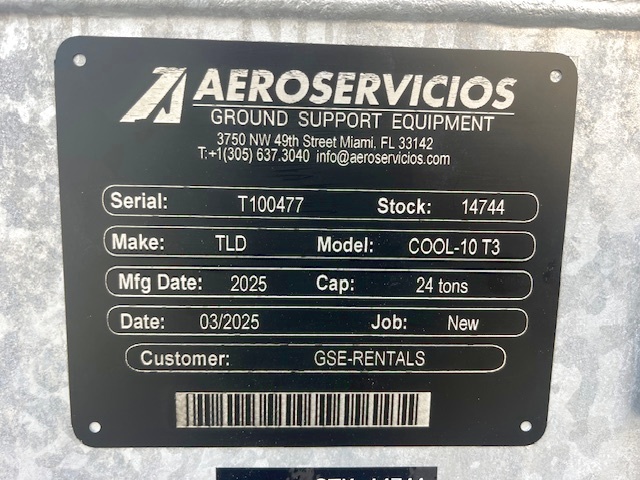 AEROSERVICIOS
GROUND SUPPORT EQUIPMENT
3750 NW 49th Street Miami, FL 33142
T:+1(305) 637.3040 info@aeroservicios.com
Serial: T100477 Stock: 14744
Make: TLD Model: COOL-10 T3
Mfg Date: 2025 Cap: 24 tons
Date: 03/2025 Job: New
Customer: GSE-RENTALS